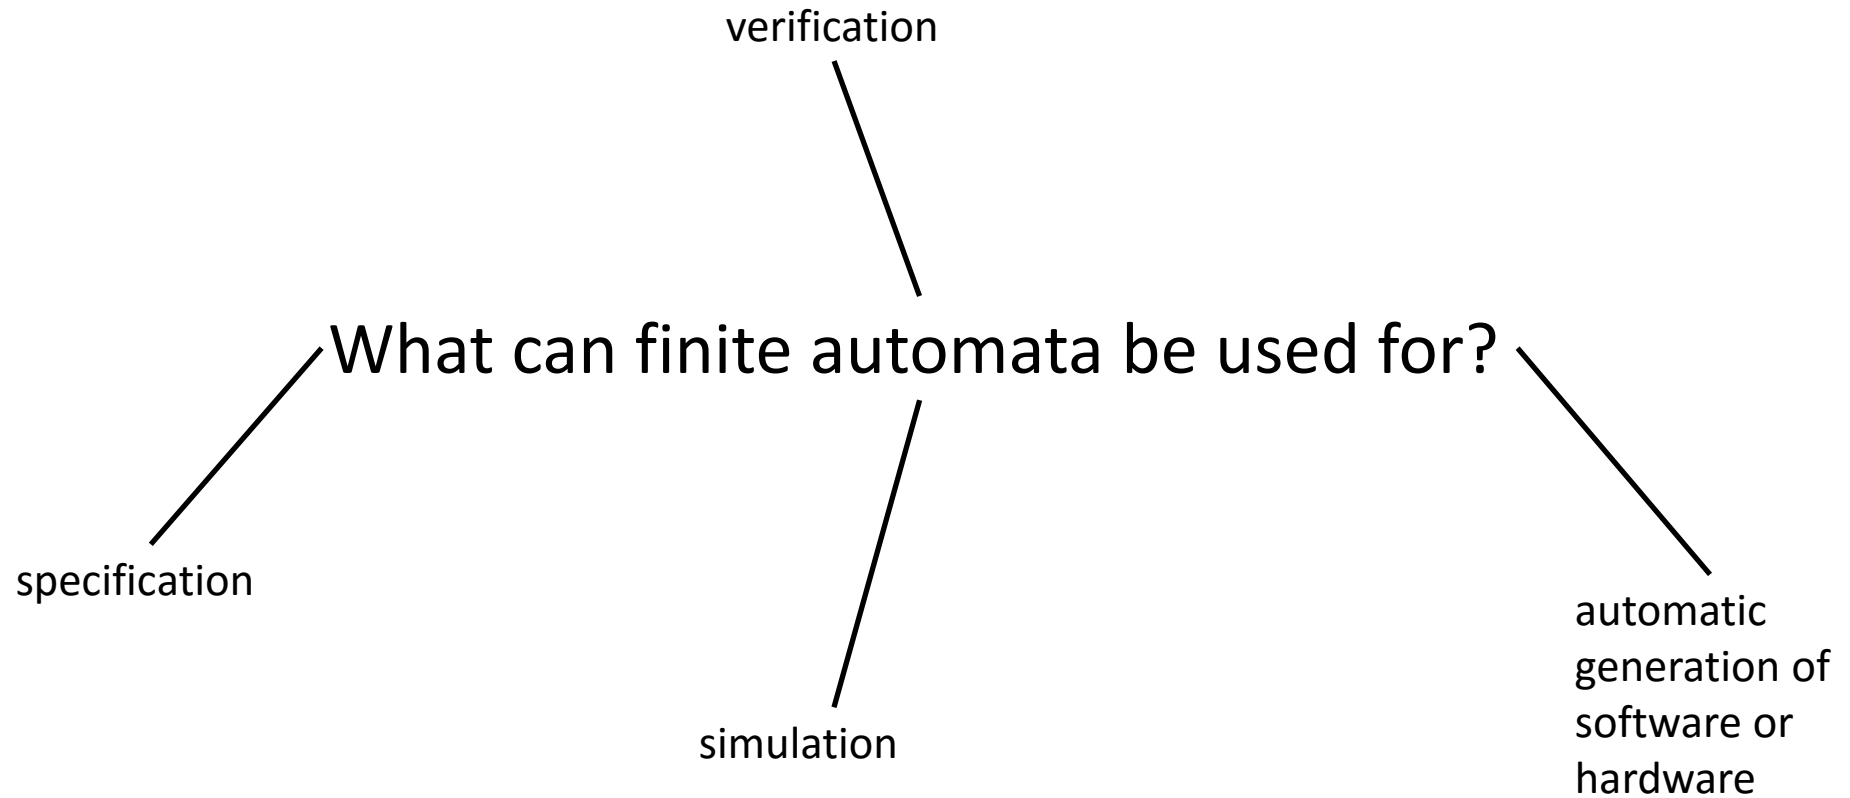 verification
What can finite automata be used for?
specification
automatic
generation of
software or
hardware
simulation